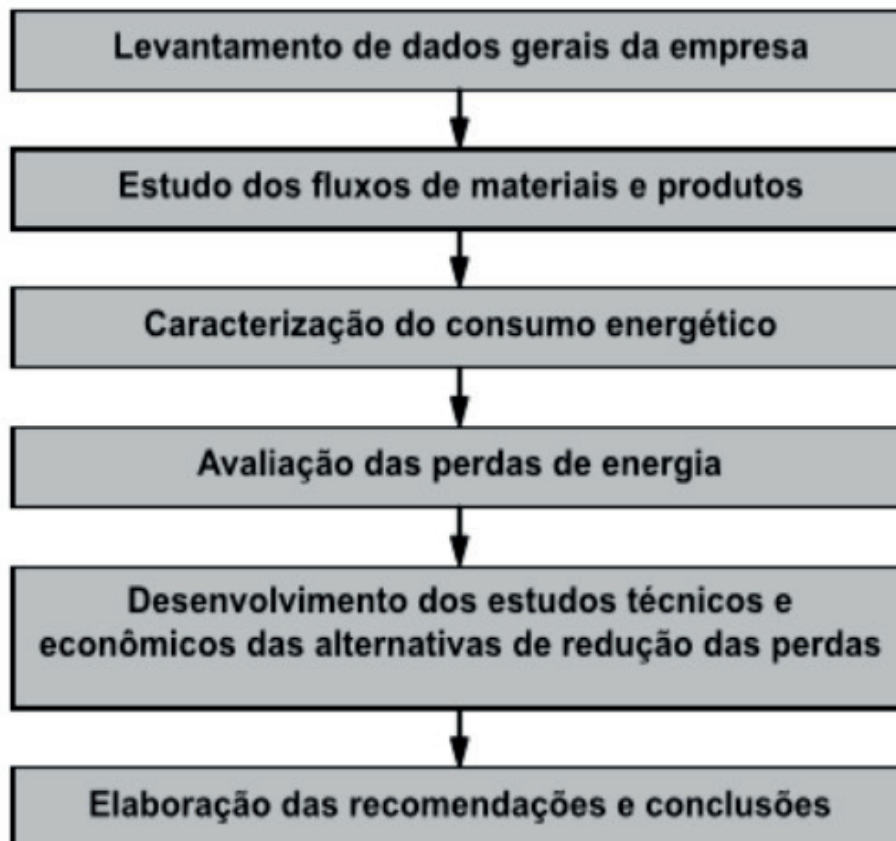 Levantamento de dados gerais da empresa
Estudo dos fluxos de materiais e produtos
Caracterização do consumo energético
Avaliação das perdas de energia
Desenvolvimento dos estudos técnicos e
econômicos das alternativas de redução das perdas
Elaboração das recomendações e conclusões